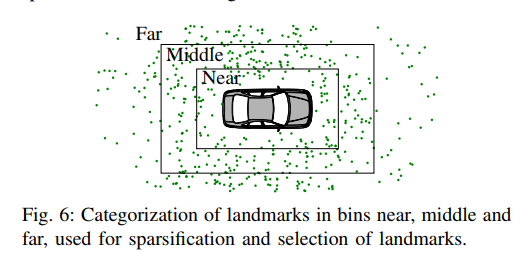 Far
Middle
Near
Fig. 6: Categorization of landmarks in bins near, middle and
far, used for sparsification and selection of landmarks.